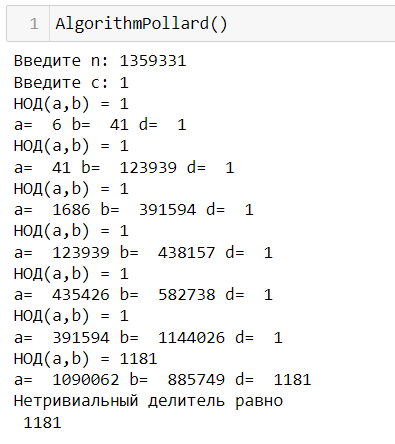 1 AlgorithmPollard()
Введите n: 1359331
Введите c: 1
НОД(a,b) = 1
a=  6 b=  41 d=  1
НОД(a,b) = 1
a=  41 b=  123939 d=  1
НОД(a,b) = 1
a=  1686 b=  391594 d=  1
НОД(a,b) = 1
a=  123939 b=  438157 d=  1
НОД(a,b) = 1
a=  435426 b=  582738 d=  1
НОД(a,b) = 1
a=  391594 b=  1144026 d=  1
НОД(a,b) = 1181
a=  1090062 b=  885749 d=  1181
Нетривиальный делитель равно
1181